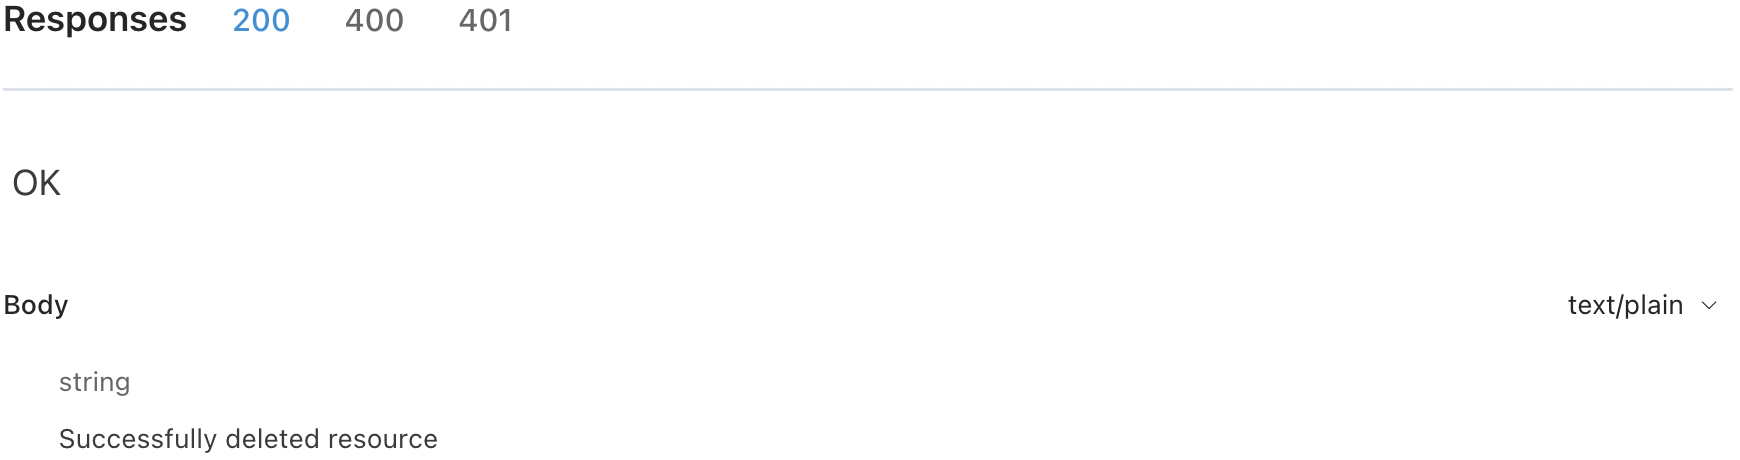 Responses 200 400 401
OK
Body text/plain
string
Successfully deleted resource